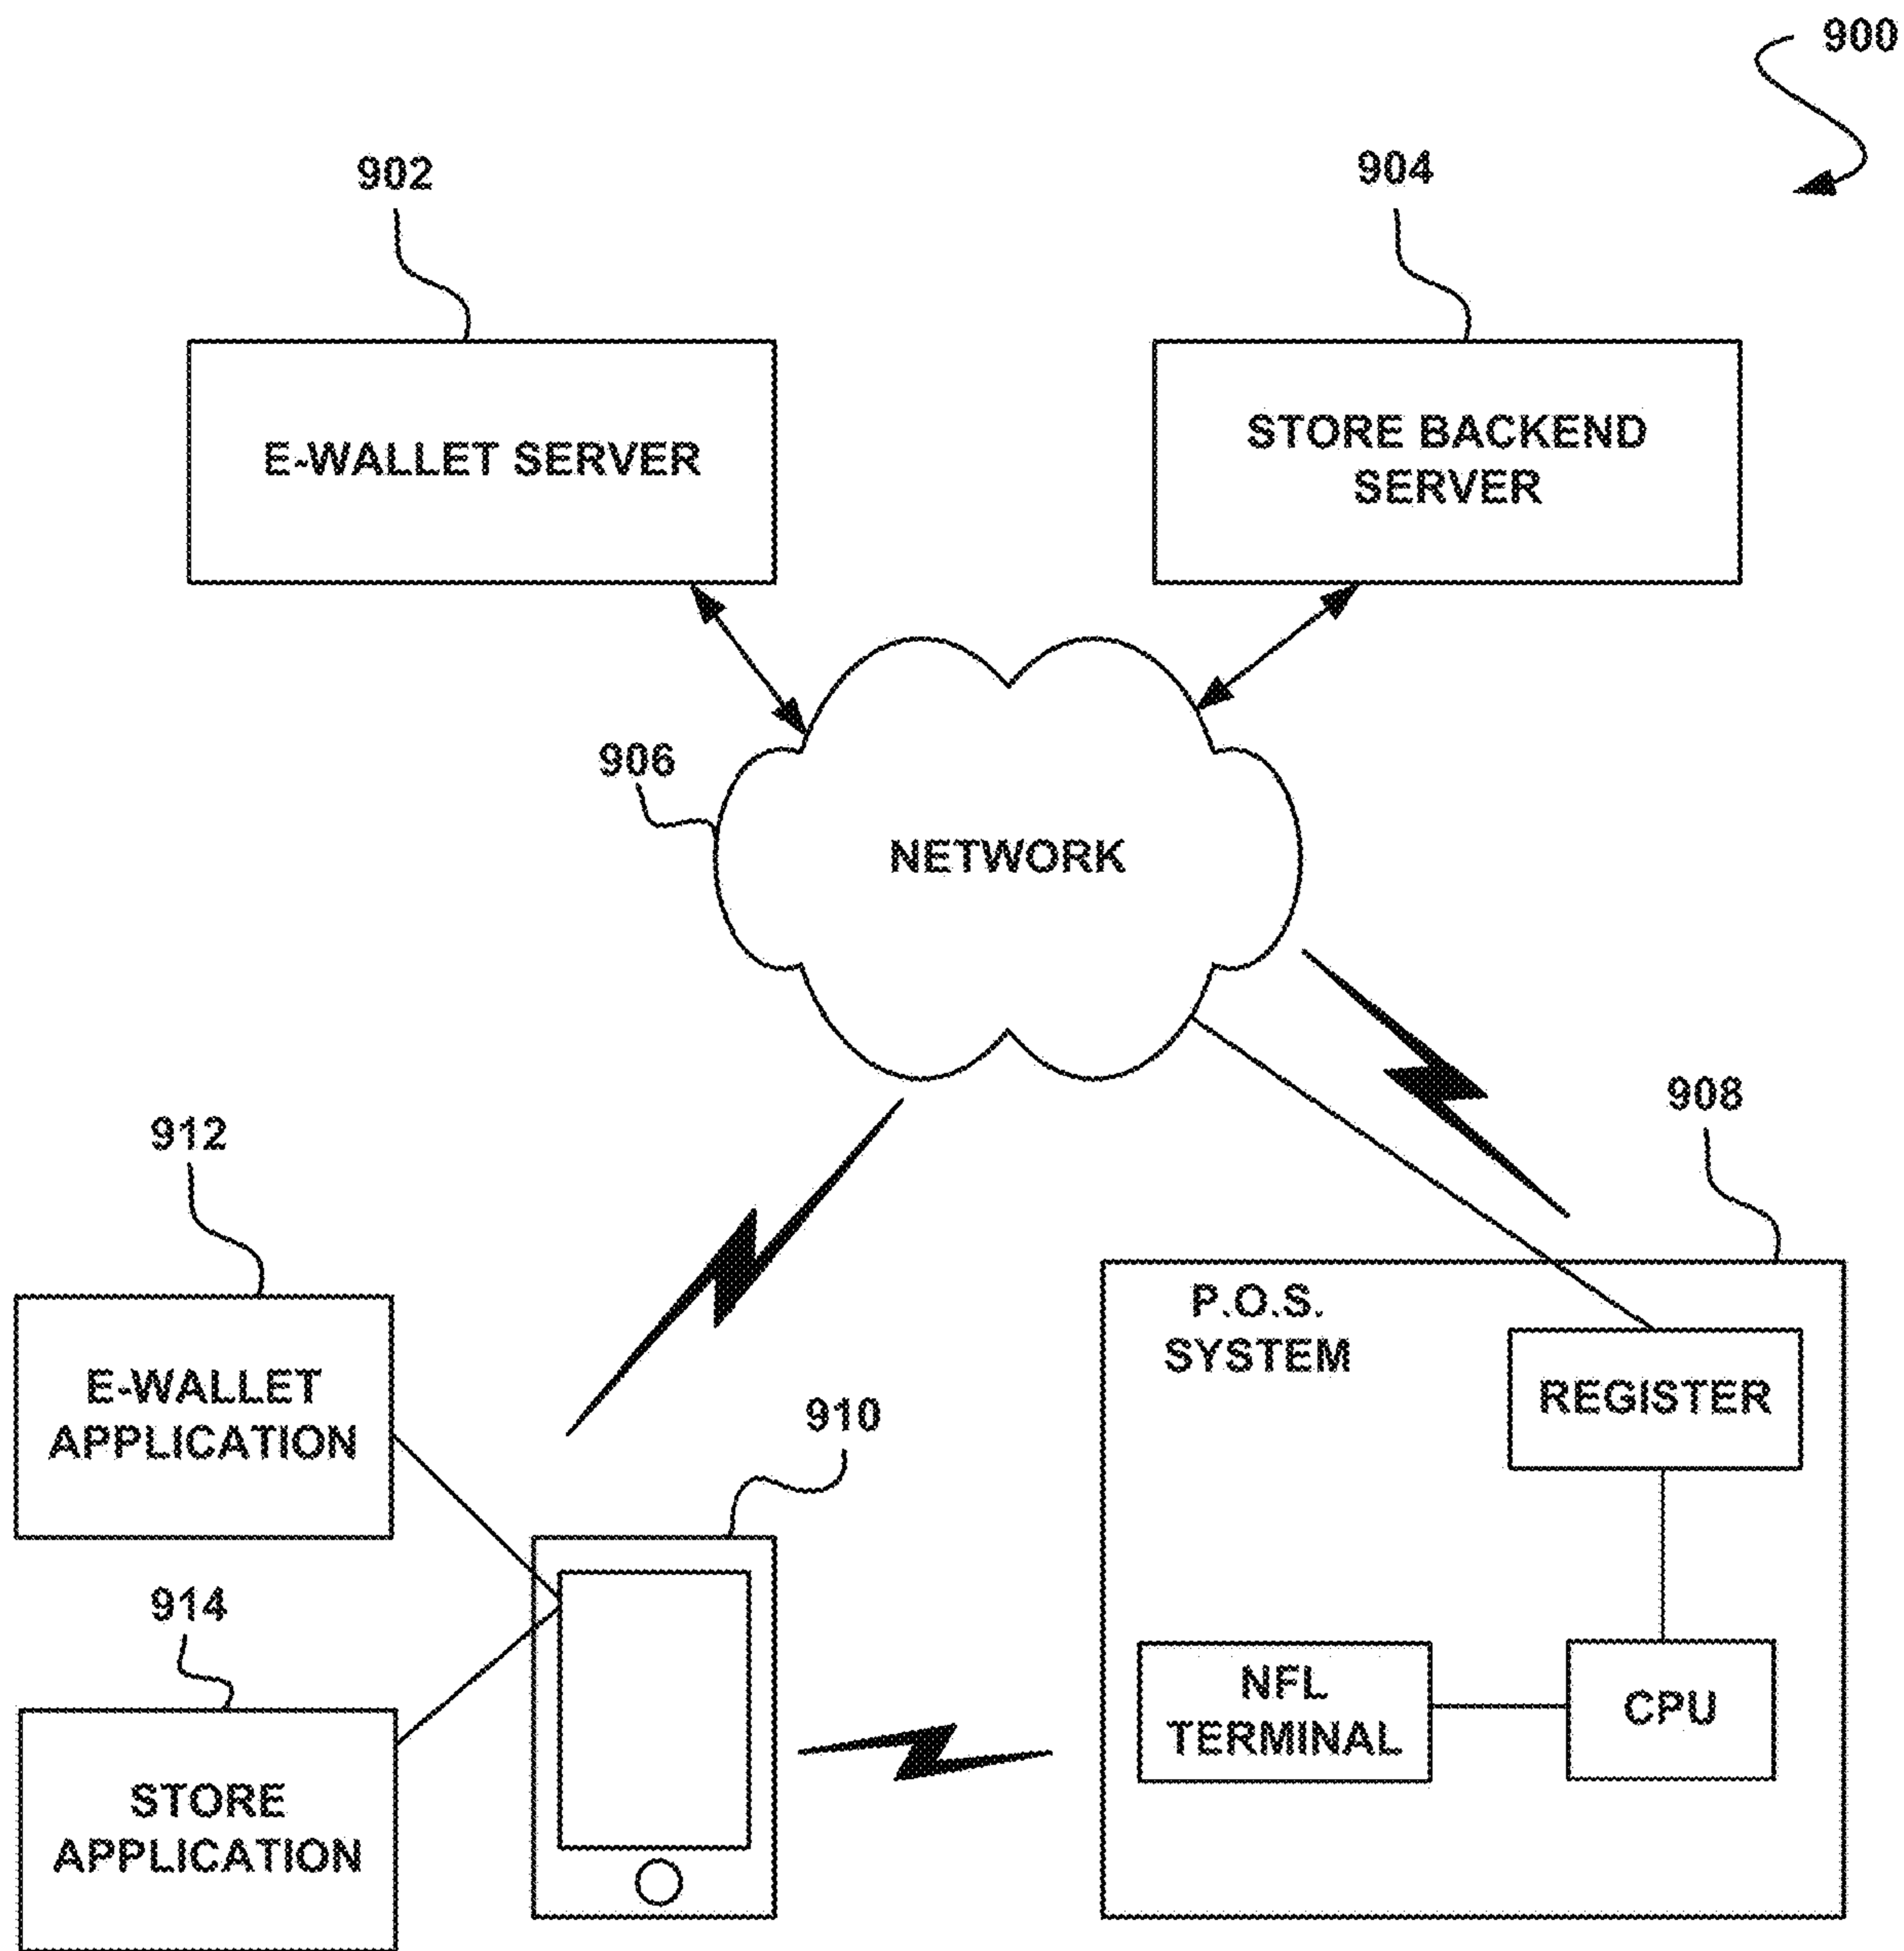 900
902
904
E-WALLET SERVER
STORE BACKEND
SERVER
906
NETWORK
908
912
P.O.S.
SYSTEM
E-WALLET
APPLICATION
REGISTER
910
914
NFL
TERMINAL
CPU
STORE
APPLICATION